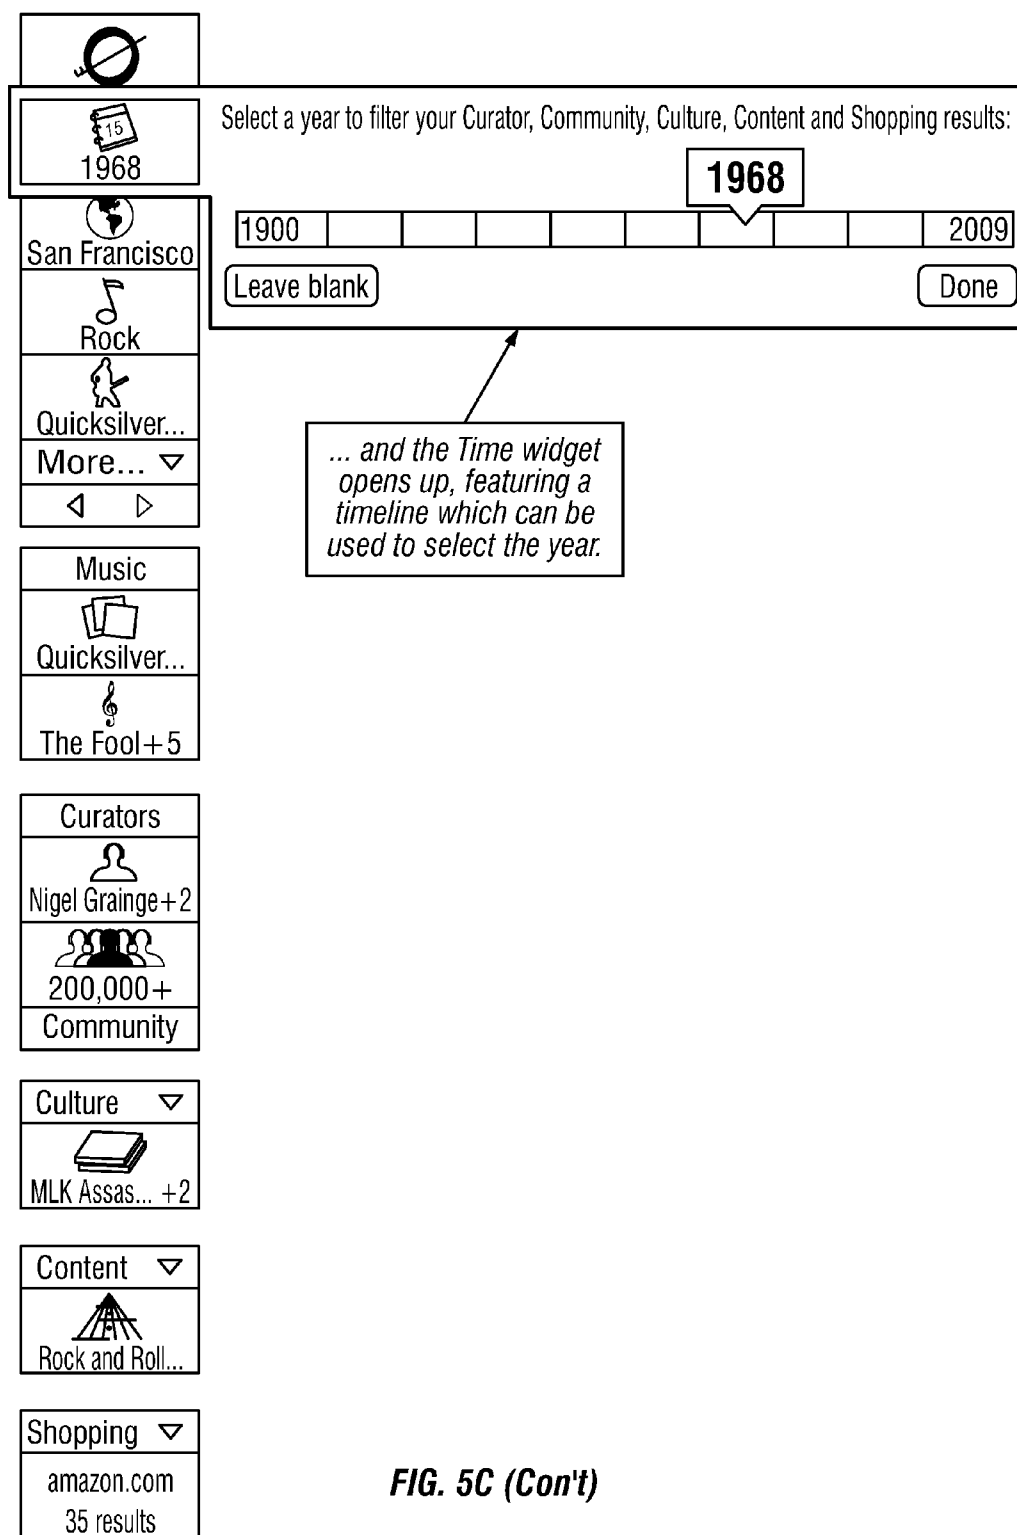 15
1968
Select a year to filter your Curator, Community, Culture, Content and Shopping results:
1968
1900
2009
Leave blank
Done
San Francisco
Rock
Quicksilver...
More...
... and the Time widget
opens up, featuring a
timeline which can be
used to select the year.
Music
Quicksilver...
The Fool+5
Curators
Nigel Grainge+2
200,000+
Community
Culture
MLK Assas... +2
Content
Rock and Roll...
Shopping
amazon.com
35 results
FIG. 5C (Con't)